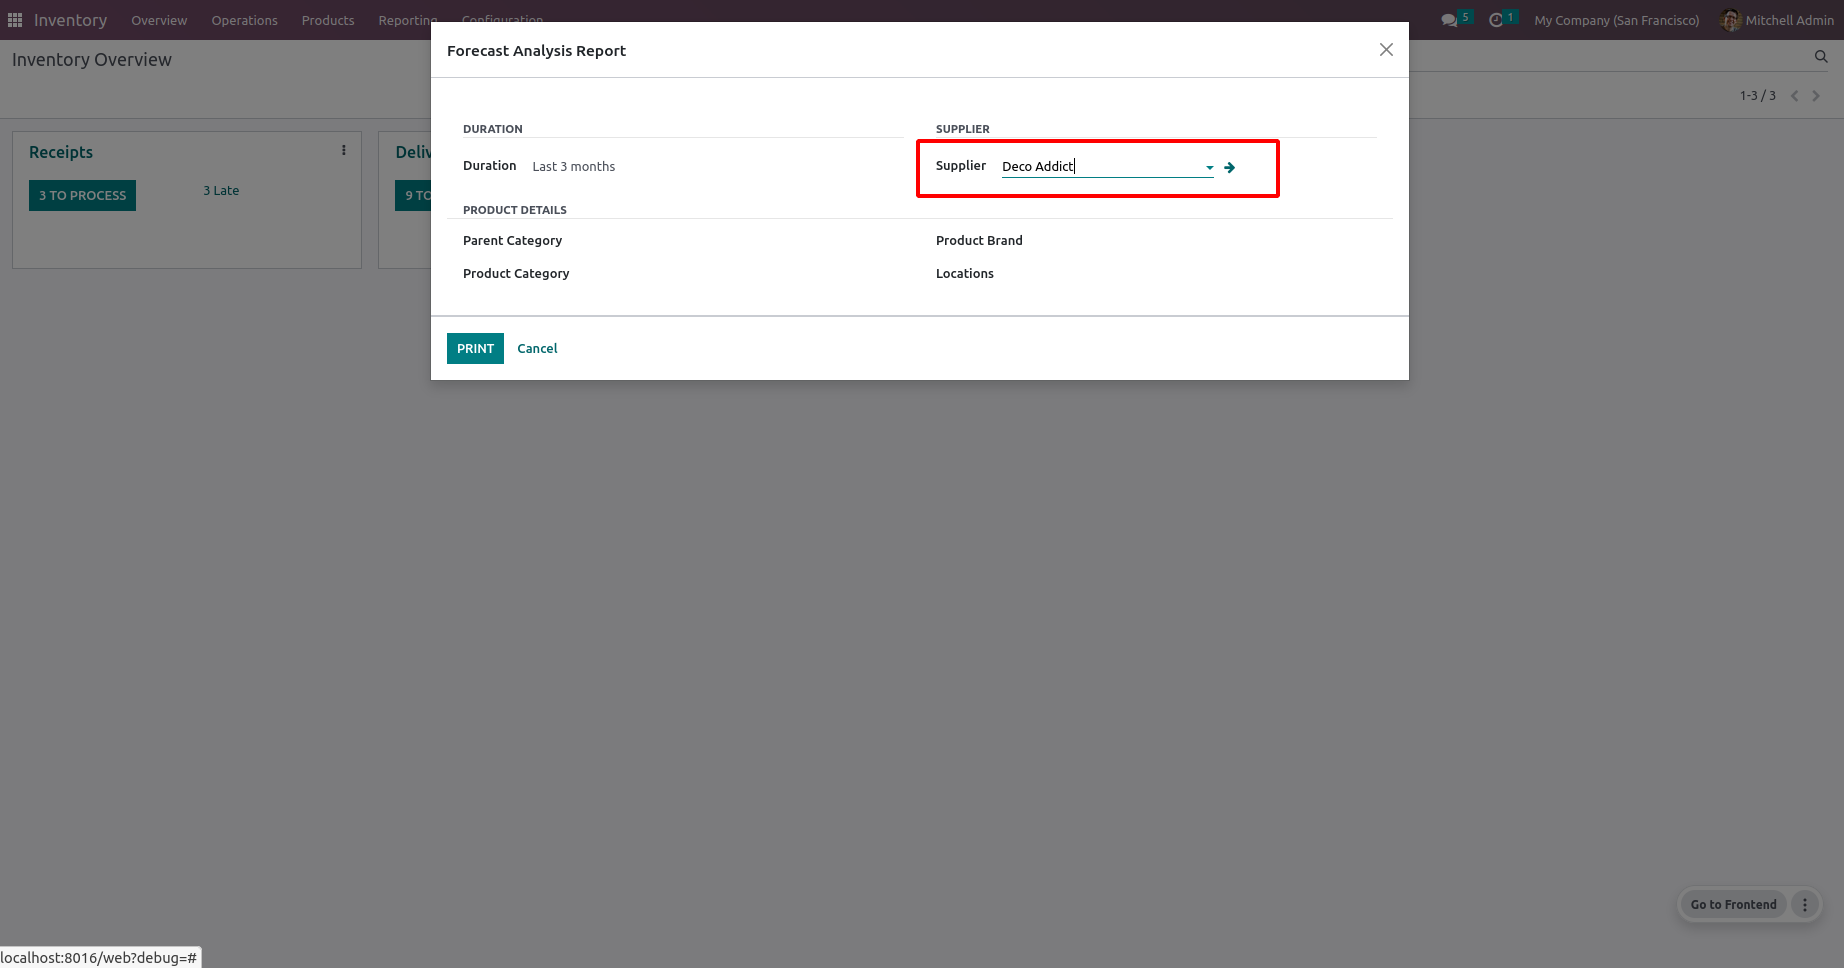 Inventory Overview Operations Products Reporting Configuration 5 1 My Company (San Francisco) Mitchell Admin
Inventory Overview
1-3 / 3
Forecast Analysis Report
DURATION
Duration Last 3 months
SUPPLIER
Supplier Deco Addict
PRODUCT DETAILS
Parent Category
Product Brand
Product Category
Locations
PRINT Cancel
Receipts
3 TO PROCESS 3 Late
Deliv
9 TO
Go to Frontend
localhost:8016/web?debug=#